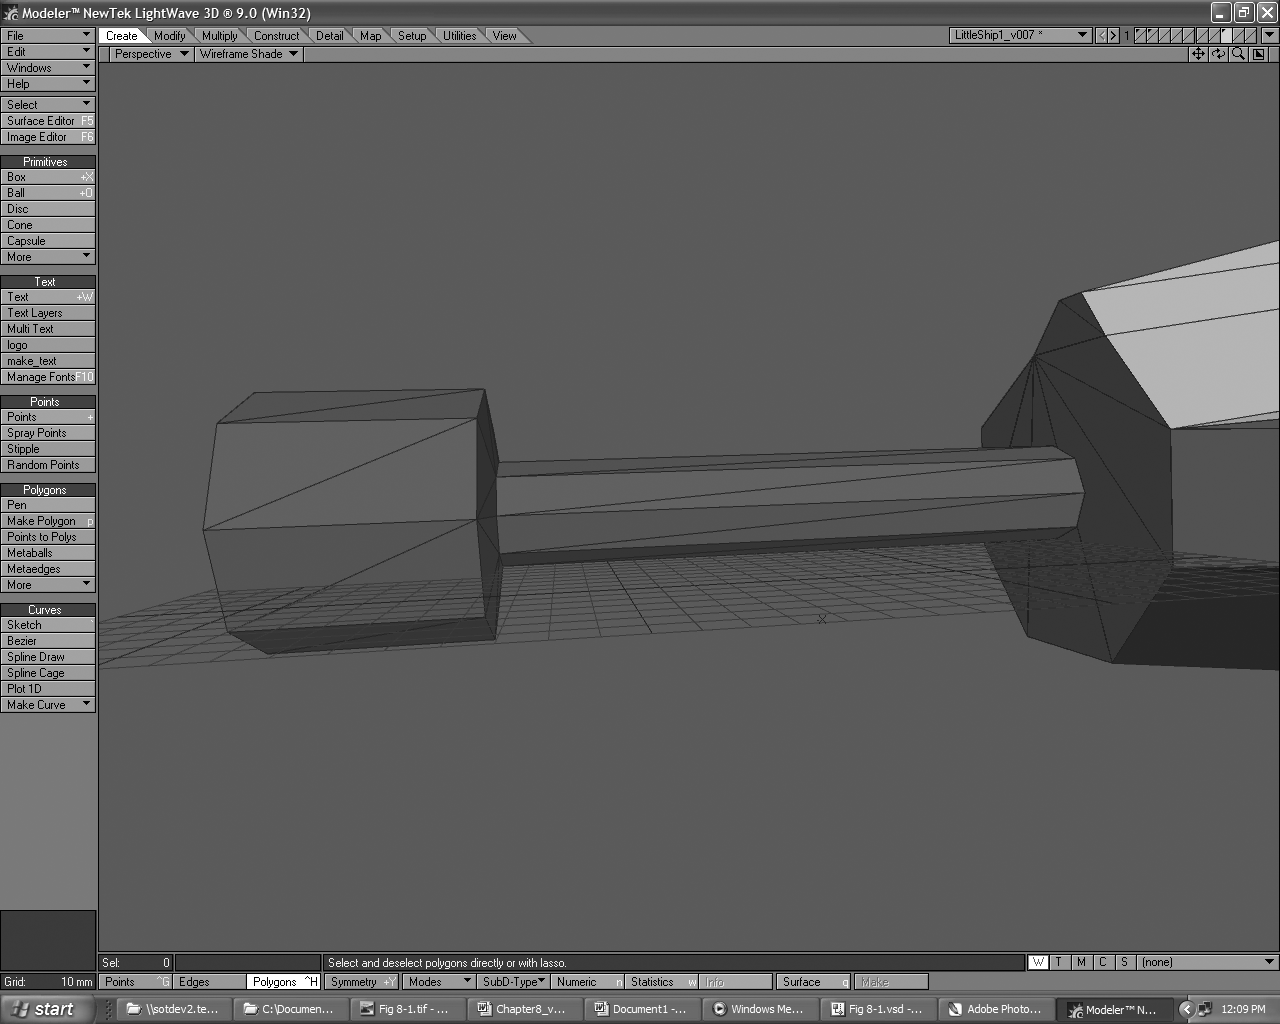 Modeler™ NewTek LightWave 3D ® 9.0 (Win32)
File
Edit
Windows
Help
Create Modify Multiply Construct Detail Map Setup Utilities View
LittleShip1_v007 * 1
Perspective Wireframe Shade
Select
Surface Editor F5
Image Editor F6
Primitives
Box +X
Ball +O
Disc
Cone
Capsule
More
Text
Text +W
Text Layers
Multi Text
logo
make_text
Manage Fonts F10
Points
Points +
Spray Points
Stipple
Random Points
Polygons
Pen
Make Polygon p
Points to Polys
Metaballs
Metaedges
More
Curves
Sketch `
Bezier
Spline Draw
Spline Cage
Plot 1D
Make Curve
Sel: 0
Select and deselect polygons directly or with lasso.
W T M C S (none)
Grid: 10 mm
Points ^G Edges Polygons ^H Symmetry +Y Modes SubD-Type Numeric n Statistics w Info Surface q Make
start \\sotdev2.te... C:\Documen... Fig 8-1.tif - ... Chapter8_v... Document1 -... Windows Me... Fig 8-1.vsd -... Adobe Photo... Modeler™ N... 12:09 PM